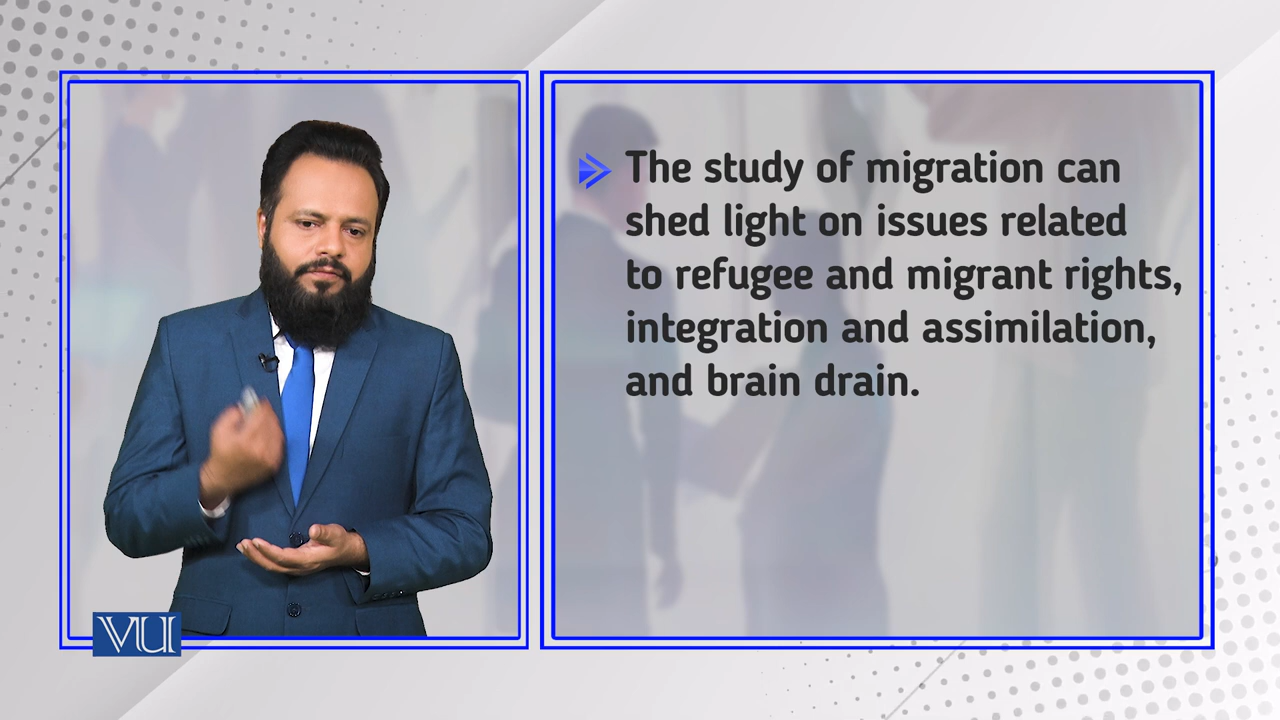 The study of migration can
shed light on issues related
to refugee and migrant rights,
integration and assimilation,
and brain drain.
VU